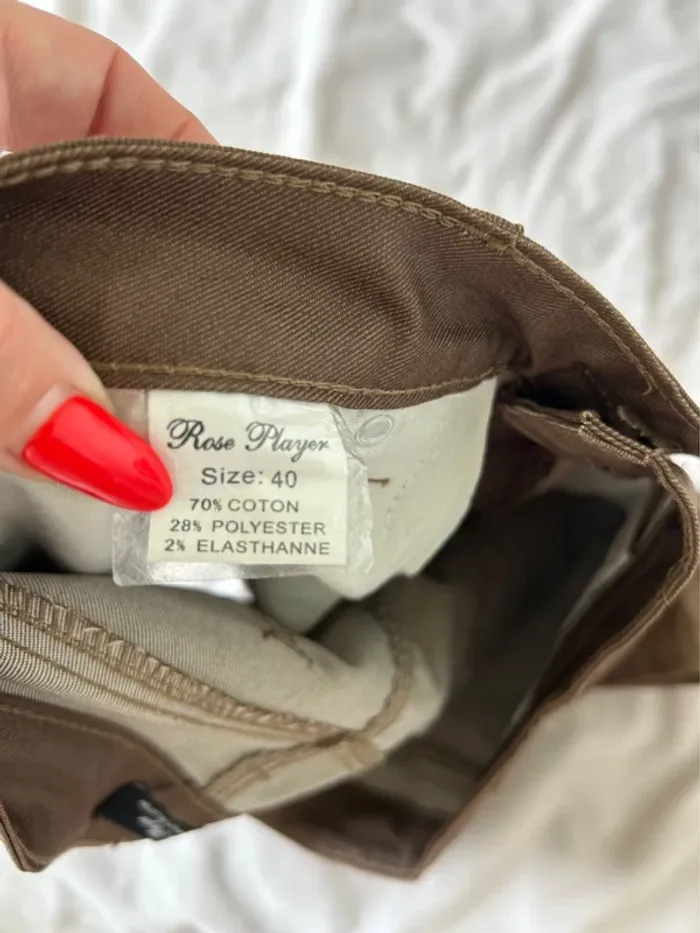 Rose Player
Size: 40
70% COTON
28% POLYESTER
2% ELASTHANNE